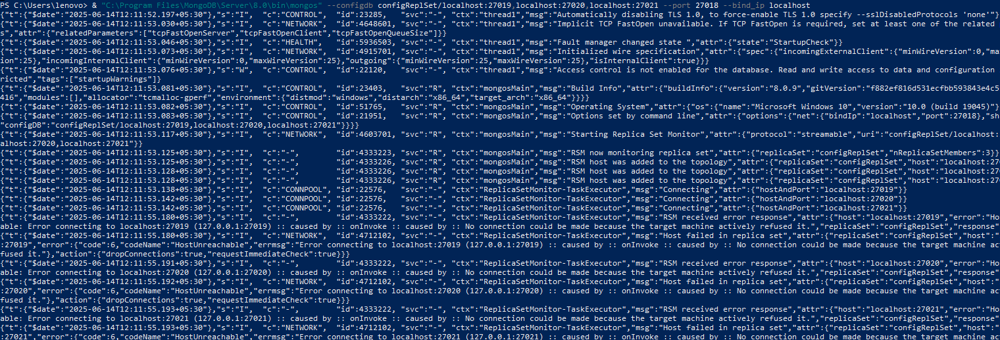 PS C:\Users\lenovo> & "C:\Program Files\MongoDB\Server\8.0\bin\mongos" --configdb configReplSet/localhost:27019,localhost:27020,localhost:27021 --port 27018 --bind_ip localhost
{"t":{"$date":"2025-06-14T12:11:52.197+05:30"},"s":"I", "c":"CONTROL", "id":23285, "svc":"-", "ctx":"thread1","msg":"Automatically disabling TLS 1.0, to force-enable TLS 1.0 specify --sslDisabledProtocols 'none'"}
{"t":{"$date":"2025-06-14T12:11:53.030+05:30"},"s":"I", "c":"NETWORK", "id":4648601, "svc":"-", "ctx":"thread1","msg":"Implicit TCP FastOpen unavailable. If TCP FastOpen is required, set at least one of the related
s","attr":{"relatedParameters":["tcpFastOpenServer","tcpFastOpenClient","tcpFastOpenQueueSize"]}}
{"t":{"$date":"2025-06-14T12:11:53.046+05:30"},"s":"I", "c":"HEALTH", "id":5936503, "svc":"-", "ctx":"thread1","msg":"Fault manager changed state ","attr":{"state":"StartupCheck"}}
{"t":{"$date":"2025-06-14T12:11:53.073+05:30"},"s":"I", "c":"NETWORK", "id":4915701, "svc":"-", "ctx":"thread1","msg":"Initialized wire specification","attr":{"spec":{"incomingExternalClient":{"minWireVersion":0,"max
ion":25},"incomingInternalClient":{"minWireVersion":0,"maxWireVersion":25},"outgoing":{"minWireVersion":25,"maxWireVersion":25},"isInternalClient":true}}}
{"t":{"$date":"2025-06-14T12:11:53.076+05:30"},"s":"W", "c":"CONTROL", "id":22120, "svc":"-", "ctx":"thread1","msg":"Access control is not enabled for the database. Read and write access to data and configuration
ricted","tags":["startupWarnings"]}
{"t":{"$date":"2025-06-14T12:11:53.081+05:30"},"s":"I", "c":"CONTROL", "id":23403, "svc":"R", "ctx":"mongosMain","msg":"Build Info","attr":{"buildInfo":{"version":"8.0.9","gitVersion":"f882ef816d531ecfbb593843e4c5
416","modules":[],"allocator":"tcmalloc-gperf","environment":{"distmod":"windows","distarch":"x86_64","target_arch":"x86_64"}}}}
{"t":{"$date":"2025-06-14T12:11:53.082+05:30"},"s":"I", "c":"CONTROL", "id":51765, "svc":"R", "ctx":"mongosMain","msg":"Operating System","attr":{"os":{"name":"Microsoft Windows 10","version":"10.0 (build 19045)"}
{"t":{"$date":"2025-06-14T12:11:53.083+05:30"},"s":"I", "c":"CONTROL", "id":21951, "svc":"R", "ctx":"mongosMain","msg":"Options set by command line","attr":{"options":{"net":{"bindIp":"localhost","port":27018},"sh
"configDB":"configReplSet/localhost:27019,localhost:27020,localhost:27021"}}}}
{"t":{"$date":"2025-06-14T12:11:53.117+05:30"},"s":"I", "c":"NETWORK", "id":4603701, "svc":"R", "ctx":"mongosMain","msg":"Starting Replica Set Monitor","attr":{"protocol":"streamable","uri":"configReplSet/localhost:
alhost:27020,localhost:27021"}}
{"t":{"$date":"2025-06-14T12:11:53.125+05:30"},"s":"I", "c":"-", "id":4333223, "svc":"R", "ctx":"mongosMain","msg":"RSM now monitoring replica set","attr":{"replicaSet":"configReplSet","nReplicaSetMembers":3}}
{"t":{"$date":"2025-06-14T12:11:53.125+05:30"},"s":"I", "c":"-", "id":4333226, "svc":"R", "ctx":"mongosMain","msg":"RSM host was added to the topology","attr":{"replicaSet":"configReplSet","host":"localhost:27
{"t":{"$date":"2025-06-14T12:11:53.128+05:30"},"s":"I", "c":"-", "id":4333226, "svc":"R", "ctx":"mongosMain","msg":"RSM host was added to the topology","attr":{"replicaSet":"configReplSet","host":"localhost:270
{"t":{"$date":"2025-06-14T12:11:53.128+05:30"},"s":"I", "c":"-", "id":4333226, "svc":"R", "ctx":"mongosMain","msg":"RSM host was added to the topology","attr":{"replicaSet":"configReplSet","host":"localhost:270
{"t":{"$date":"2025-06-14T12:11:53.138+05:30"},"s":"I", "c":"CONNPOOL", "id":22576, "svc":"-", "ctx":"ReplicaSetMonitor-TaskExecutor","msg":"Connecting","attr":{"hostAndPort":"localhost:27019"}}
{"t":{"$date":"2025-06-14T12:11:53.142+05:30"},"s":"I", "c":"CONNPOOL", "id":22576, "svc":"-", "ctx":"ReplicaSetMonitor-TaskExecutor","msg":"Connecting","attr":{"hostAndPort":"localhost:27020"}}
{"t":{"$date":"2025-06-14T12:11:53.142+05:30"},"s":"I", "c":"CONNPOOL", "id":22576, "svc":"-", "ctx":"ReplicaSetMonitor-TaskExecutor","msg":"Connecting","attr":{"hostAndPort":"localhost:27021"}}
{"t":{"$date":"2025-06-14T12:11:55.180+05:30"},"s":"I", "c":"-", "id":4333222, "svc":"-", "ctx":"ReplicaSetMonitor-TaskExecutor","msg":"RSM received error response","attr":{"host":"localhost:27019","error":"Ho
able: Error connecting to localhost:27019 (127.0.0.1:27019) :: caused by :: onInvoke :: caused by :: No connection could be made because the target machine actively refused it.","replicaSet":"configReplSet","response"
{"t":{"$date":"2025-06-14T12:11:55.180+05:30"},"s":"I", "c":"NETWORK", "id":4712102, "svc":"-", "ctx":"ReplicaSetMonitor-TaskExecutor","msg":"Host failed in replica set","attr":{"replicaSet":"configReplSet","host":"
:27019","error":{"code":6,"codeName":"HostUnreachable","errmsg":"Error connecting to localhost:27019 (127.0.0.1:27019) :: caused by :: onInvoke :: caused by :: No connection could be made because the target machine ac
fused it."},"action":{"dropConnections":true,"requestImmediateCheck":true}}}
{"t":{"$date":"2025-06-14T12:11:55.191+05:30"},"s":"I", "c":"-", "id":4333222, "svc":"-", "ctx":"ReplicaSetMonitor-TaskExecutor","msg":"RSM received error response","attr":{"host":"localhost:27020","error":"Ho
able: Error connecting to localhost:27020 (127.0.0.1:27020) :: caused by :: onInvoke :: caused by :: No connection could be made because the target machine actively refused it.","replicaSet":"configReplSet","response"
{"t":{"$date":"2025-06-14T12:11:55.192+05:30"},"s":"I", "c":"NETWORK", "id":4712102, "svc":"-", "ctx":"ReplicaSetMonitor-TaskExecutor","msg":"Host failed in replica set","attr":{"replicaSet":"configReplSet","host":"
:27020","error":{"code":6,"codeName":"HostUnreachable","errmsg":"Error connecting to localhost:27020 (127.0.0.1:27020) :: caused by :: onInvoke :: caused by :: No connection could be made because the target machine ac
fused it."},"action":{"dropConnections":true,"requestImmediateCheck":true}}}
{"t":{"$date":"2025-06-14T12:11:55.193+05:30"},"s":"I", "c":"-", "id":4333222, "svc":"-", "ctx":"ReplicaSetMonitor-TaskExecutor","msg":"RSM received error response","attr":{"host":"localhost:27021","error":"Ho
able: Error connecting to localhost:27021 (127.0.0.1:27021) :: caused by :: onInvoke :: caused by :: No connection could be made because the target machine actively refused it.","replicaSet":"configReplSet","response"
{"t":{"$date":"2025-06-14T12:11:55.193+05:30"},"s":"I", "c":"NETWORK", "id":4712102, "svc":"-", "ctx":"ReplicaSetMonitor-TaskExecutor","msg":"Host failed in replica set","attr":{"replicaSet":"configReplSet","host":"
:27021","error":{"code":6,"codeName":"HostUnreachable","errmsg":"Error connecting to localhost:27021 (127.0.0.1:27021) :: caused by :: onInvoke :: caused by :: No connection could be made because the target machine ac